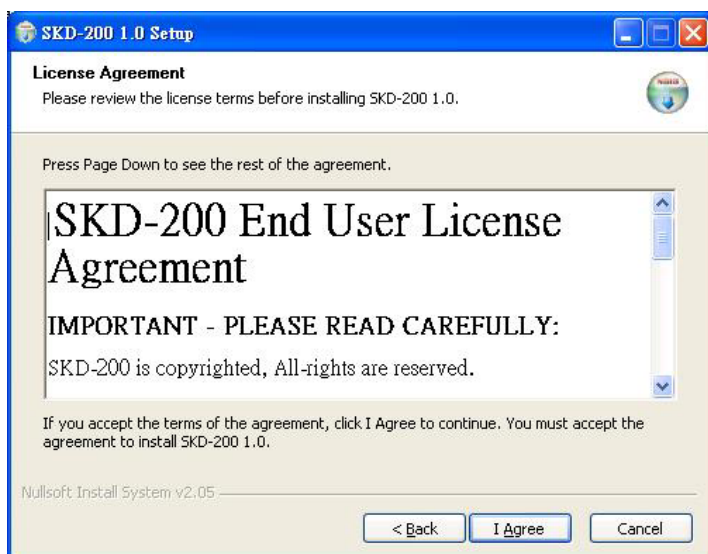 SKD-200 1.0 Setup
License Agreement
Please review the license terms before installing SKD-200 1.0.
Press Page Down to see the rest of the agreement.
SKD-200 End User License
Agreement
IMPORTANT - PLEASE READ CAREFULLY:
SKD-200 is copyrighted, All-rights are reserved.
If you accept the terms of the agreement, click I Agree to continue. You must accept the
agreement to install SKD-200 1.0.
Nullsoft Install System v2.05
< Back I Agree Cancel